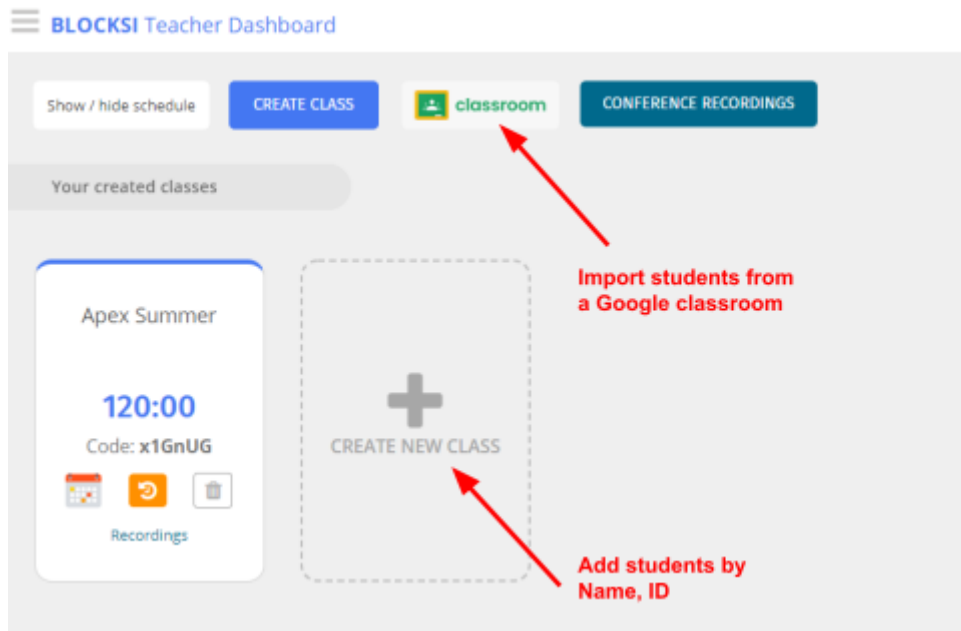 BLOCKSI Teacher Dashboard
Show / hide schedule
CREATE CLASS
classroom
CONFERENCE RECORDINGS
Your created classes
Import students from
a Google classroom
Apex Summer
120:00
Code: x1GnUG
Recordings
CREATE NEW CLASS
Add students by
Name, ID